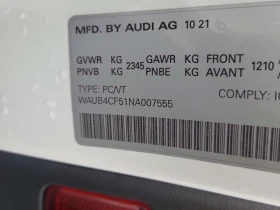 MFD. BY AUDI AG 10 21
GVWR KG 2345 GAWR KG FRONT 1210
PNVB KG PNBE KG AVANT
TYPE: PC/VT
WAUB4CF51NA007555
COMPLY: